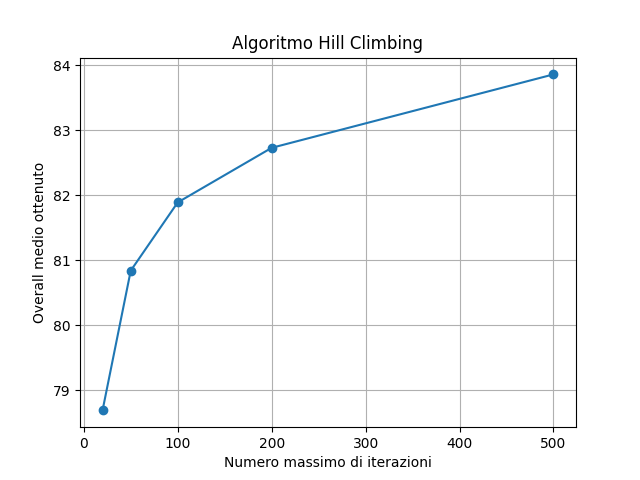 Algoritmo Hill Climbing
Overall medio ottenuto
84
83
82
81
80
79
0 100 200 300 400 500
Numero massimo di iterazioni